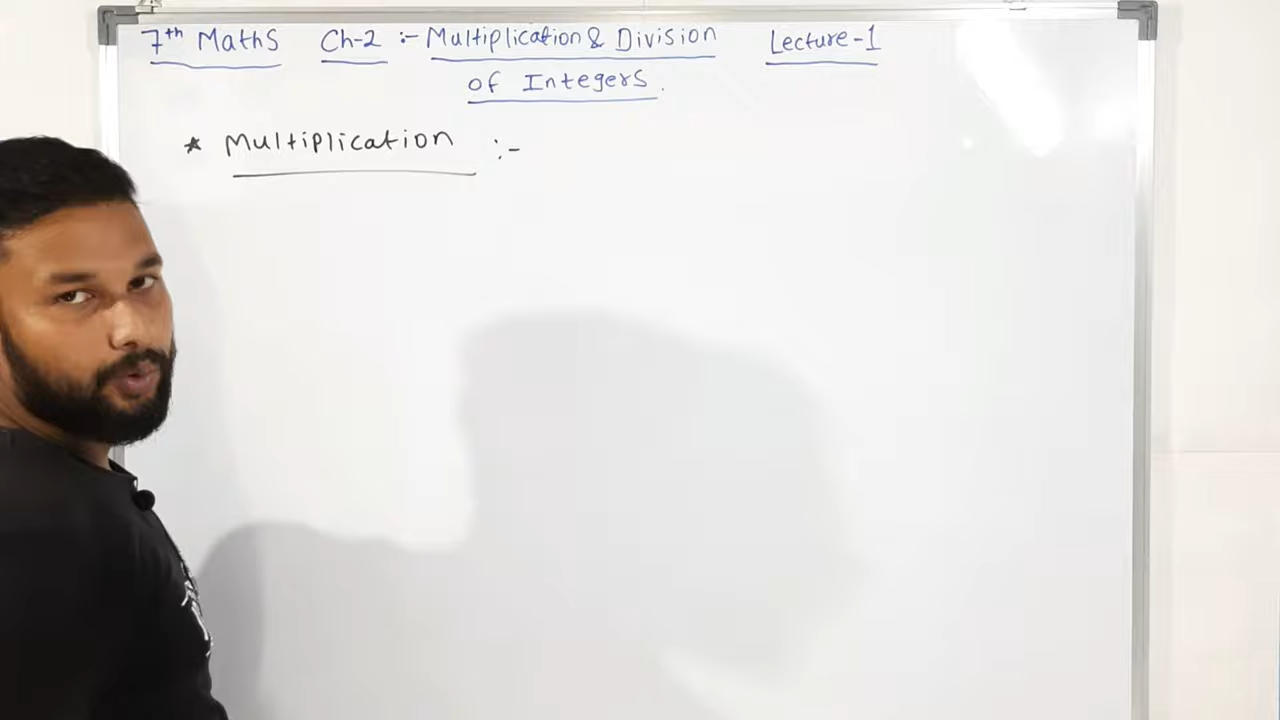 7th Maths Ch-2 :- Multiplication & Division Lecture-1
of Integers.
* Multiplication :-